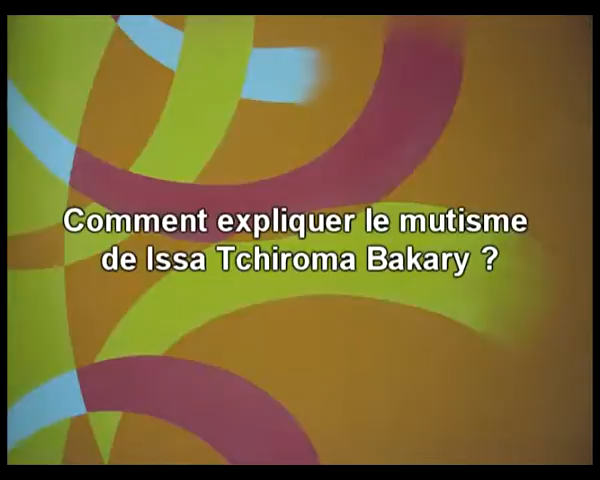 Comment expliquer le mutisme
de Issa Tchiroma Bakary ?